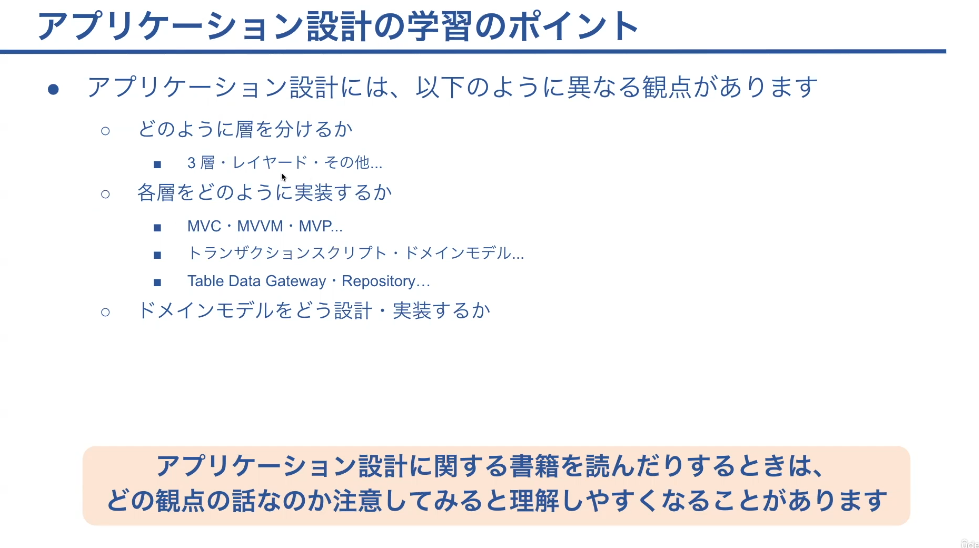 アプリケーション設計の学習のポイント
● アプリケーション設計には、以下のように異なる観点があります
○ どのように層を分けるか
■ 3 層・レイヤード・その他...
○ 各層をどのように実装するか
■ MVC・MVVM・MVP...
■ トランザクションスクリプト・ドメインモデル...
■ Table Data Gateway・Repository…
○ ドメインモデルをどう設計・実装するか
アプリケーション設計に関する書籍を読んだりするときは、
どの観点の話なのか注意してみると理解しやすくなることがあります